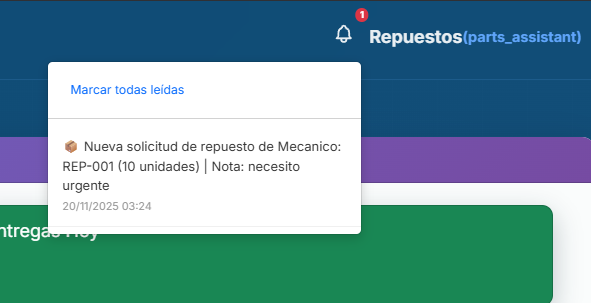 1
Repuestos(parts_assistant)
Marcar todas leídas
📦 Nueva solicitud de repuesto de Mecanico:
REP-001 (10 unidades) | Nota: necesito
urgente
20/11/2025 03:24
ntregas Hoy